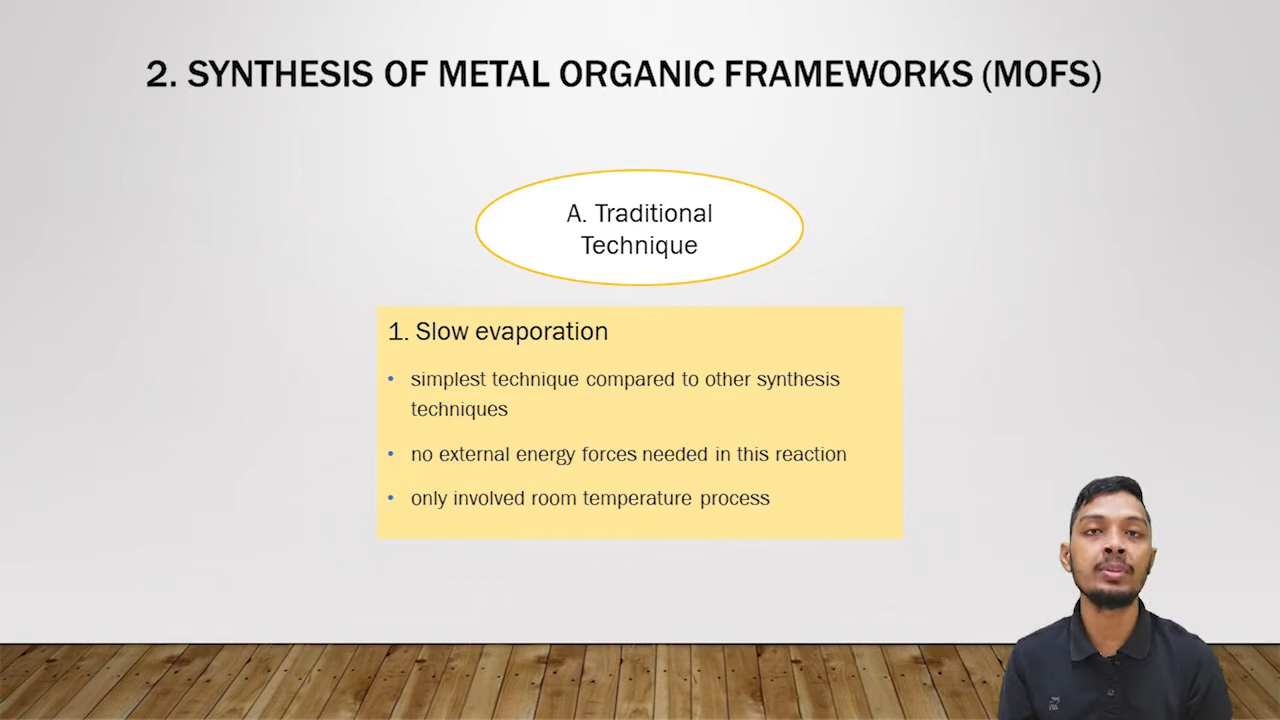 2. SYNTHESIS OF METAL ORGANIC FRAMEWORKS (MOFS)
A. Traditional
Technique
1. Slow evaporation
• simplest technique compared to other synthesis
techniques
• no external energy forces needed in this reaction
• only involved room temperature process